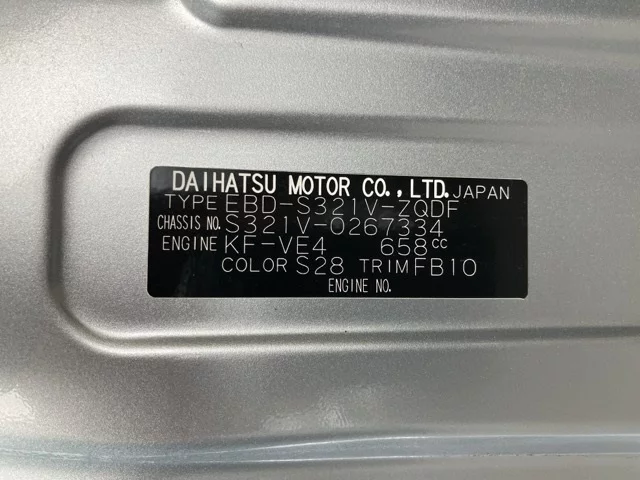 DAIHATSU MOTOR CO., LTD. JAPAN
TYPE EBD-S321V-ZQDF
CHASSIS NO. S321V-0267334
ENGINE KF-VE4 658cc
COLOR S28 TRIM FB10
ENGINE NO.